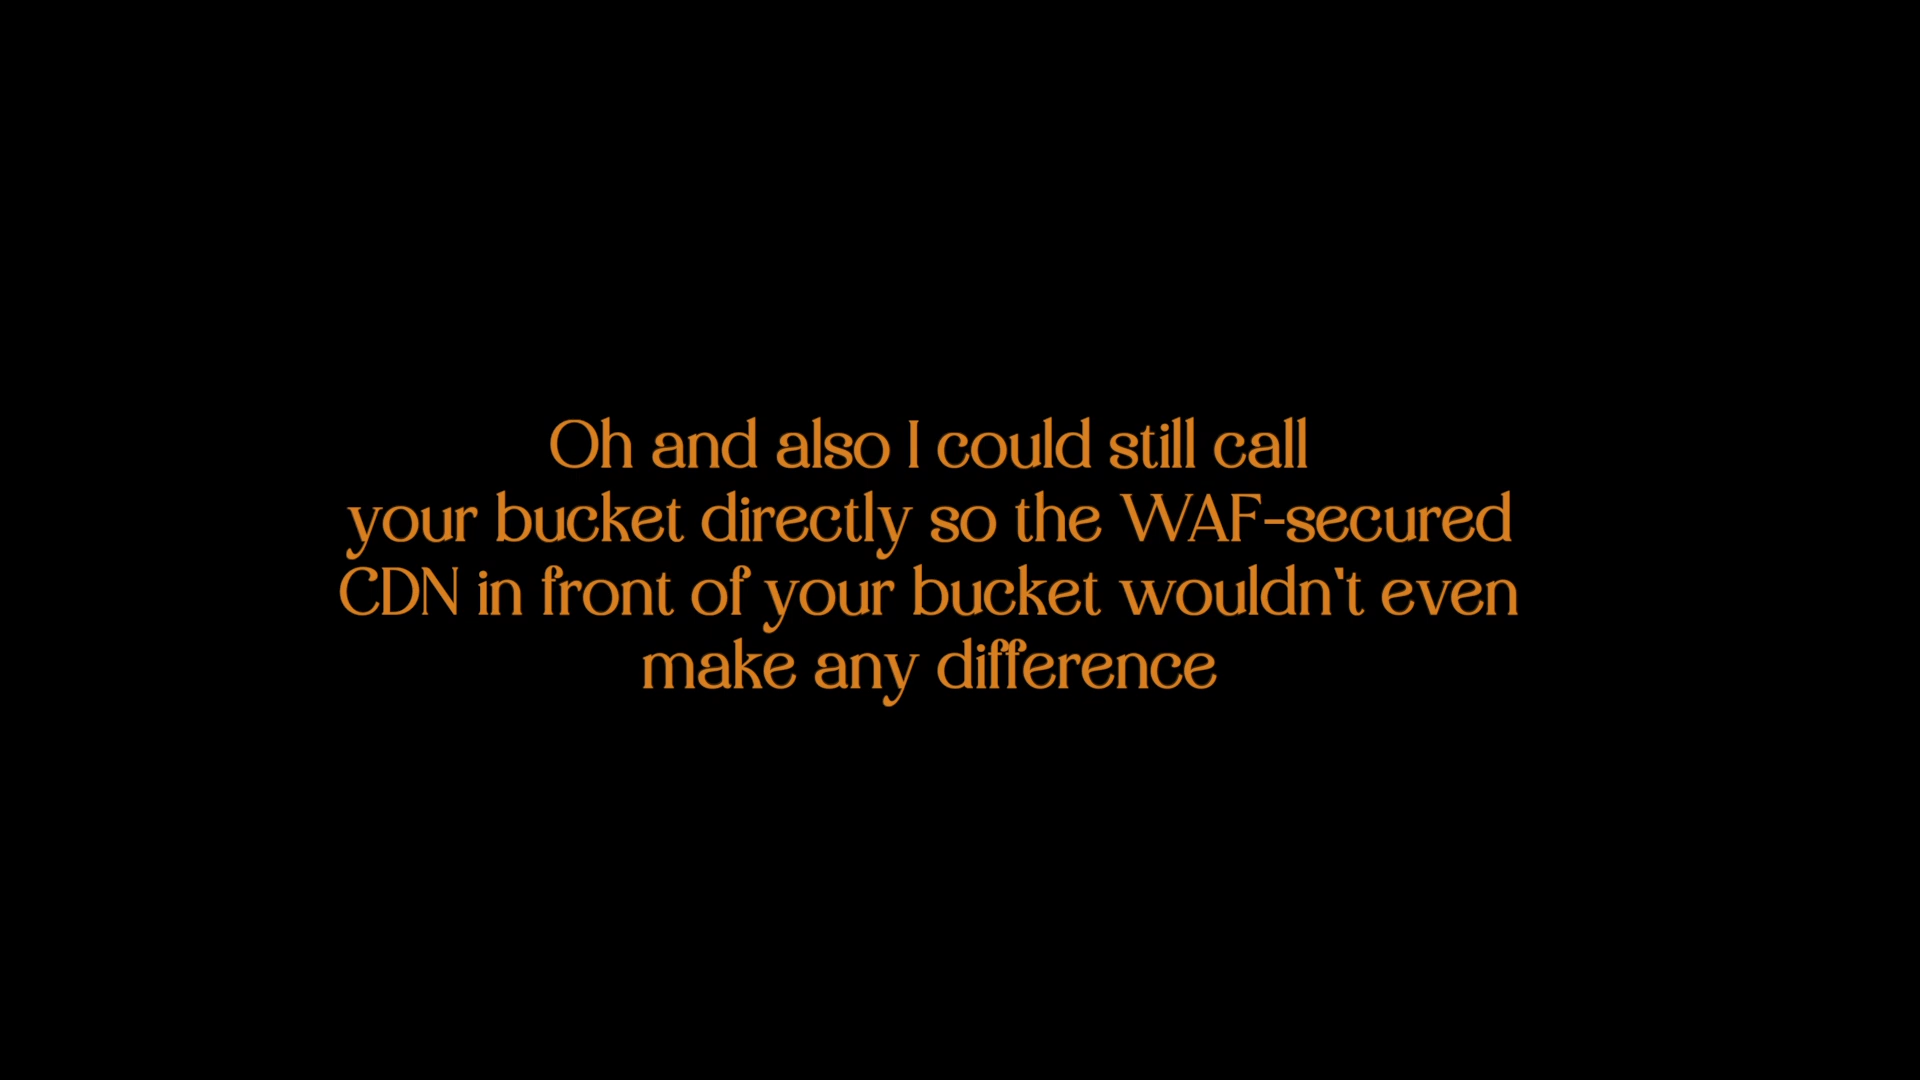 Oh and also I could still call
your bucket directly so the WAF-secured
CDN in front of your bucket wouldn't even
make any difference